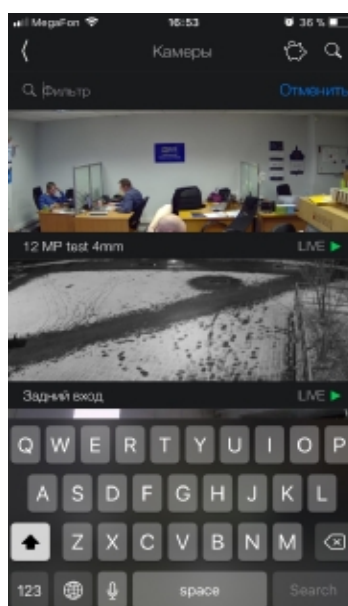 MegaFon 16:53 36 %
Камеры
Фильтр Отменить
12 MP test 4mm LIVE
Задний вход LIVE
Q W E R T Y U I O P
A S D F G H J K L
Z X C V B N M
123 space Search